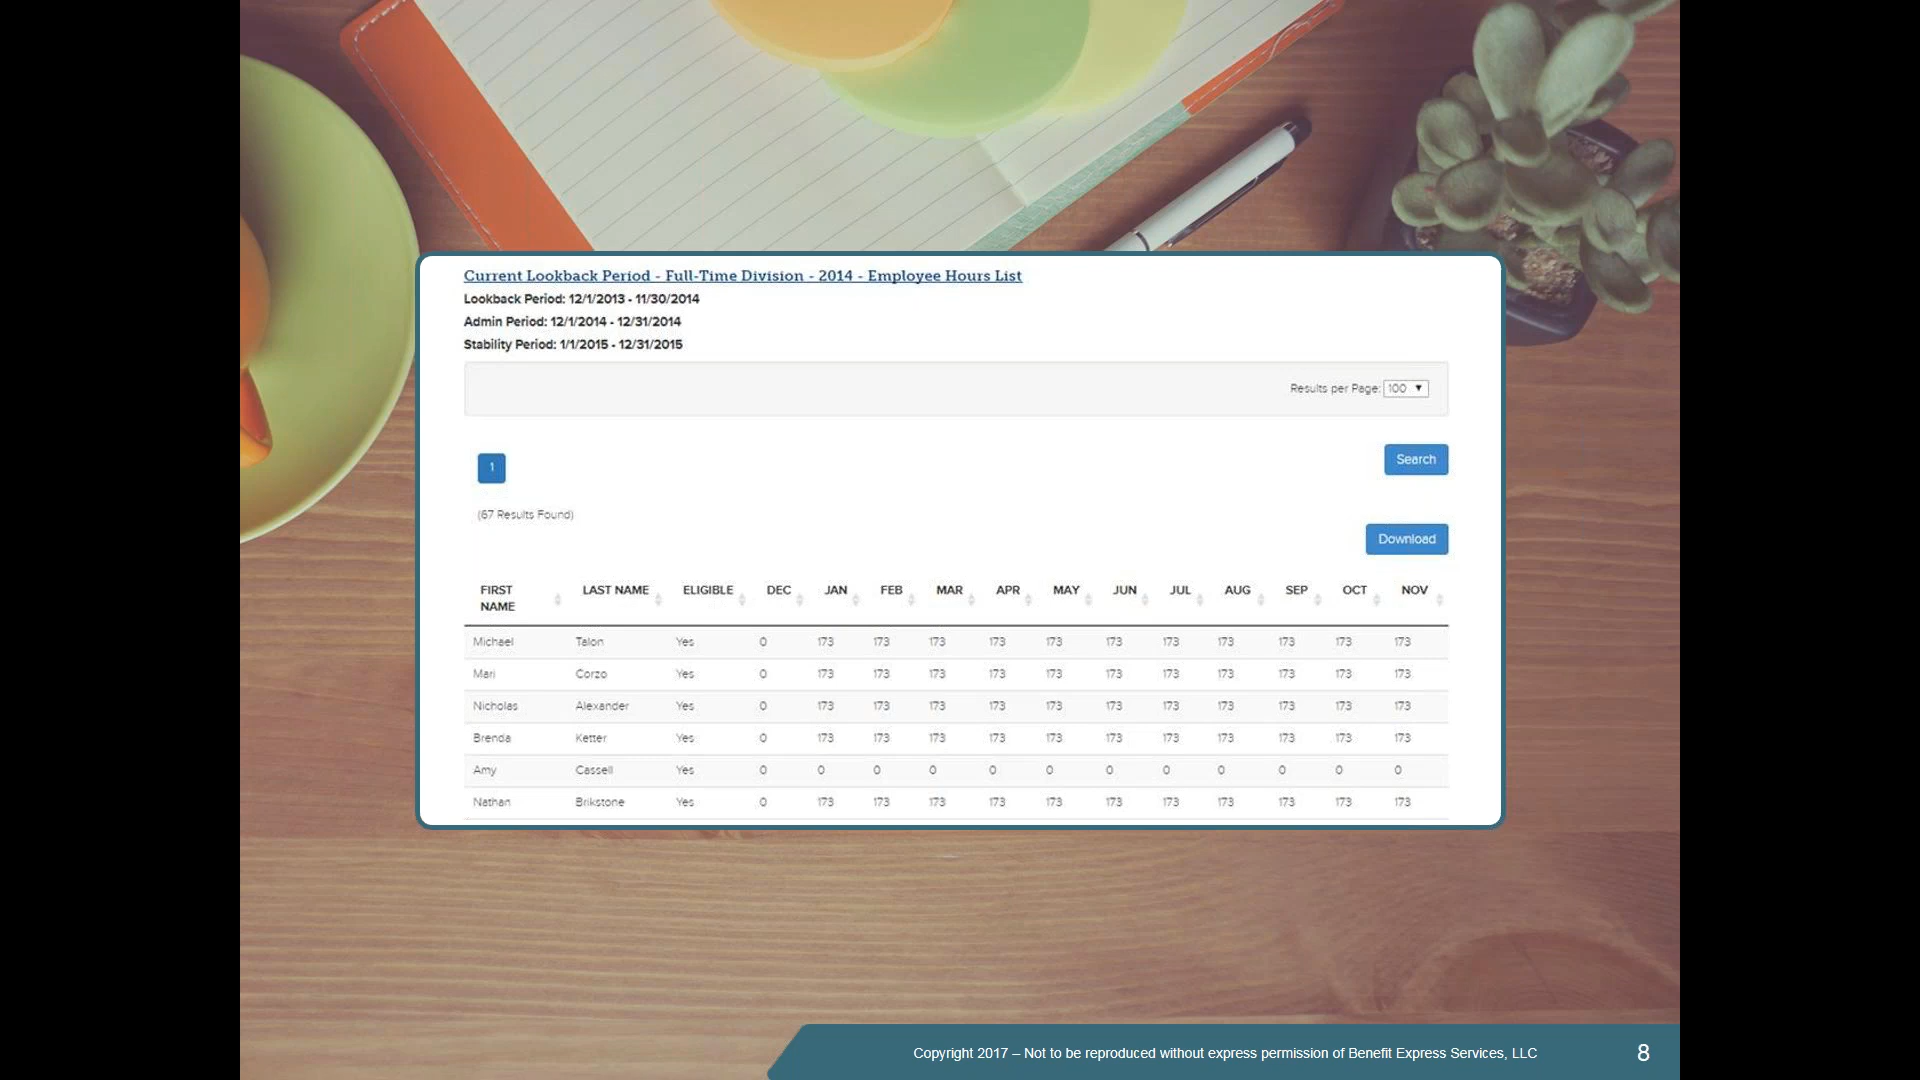 Current Lookback Period - Full-Time Division - 2014 - Employee Hours List
Lookback Period: 12/1/2013 - 11/30/2014
Admin Period: 12/1/2014 - 12/31/2014
Stability Period: 1/1/2015 - 12/31/2015
Results per Page: 100
1
Search
(67 Results Found)
Download
FIRST NAME LAST NAME ELIGIBLE DEC JAN FEB MAR APR MAY JUN JUL AUG SEP OCT NOV
Michael Talon Yes 0 173 173 173 173 173 173 173 173 173 173 173
Mari Corzo Yes 0 173 173 173 173 173 173 173 173 173 173 173
Nicholas Alexander Yes 0 173 173 173 173 173 173 173 173 173 173 173
Brenda Ketter Yes 0 173 173 173 173 173 173 173 173 173 173 173
Amy Cassell Yes 0 0 0 0 0 0 0 0 0 0 0 0
Nathan Brikstone Yes 0 173 173 173 173 173 173 173 173 173 173 173
Copyright 2017 – Not to be reproduced without express permission of Benefit Express Services, LLC
8